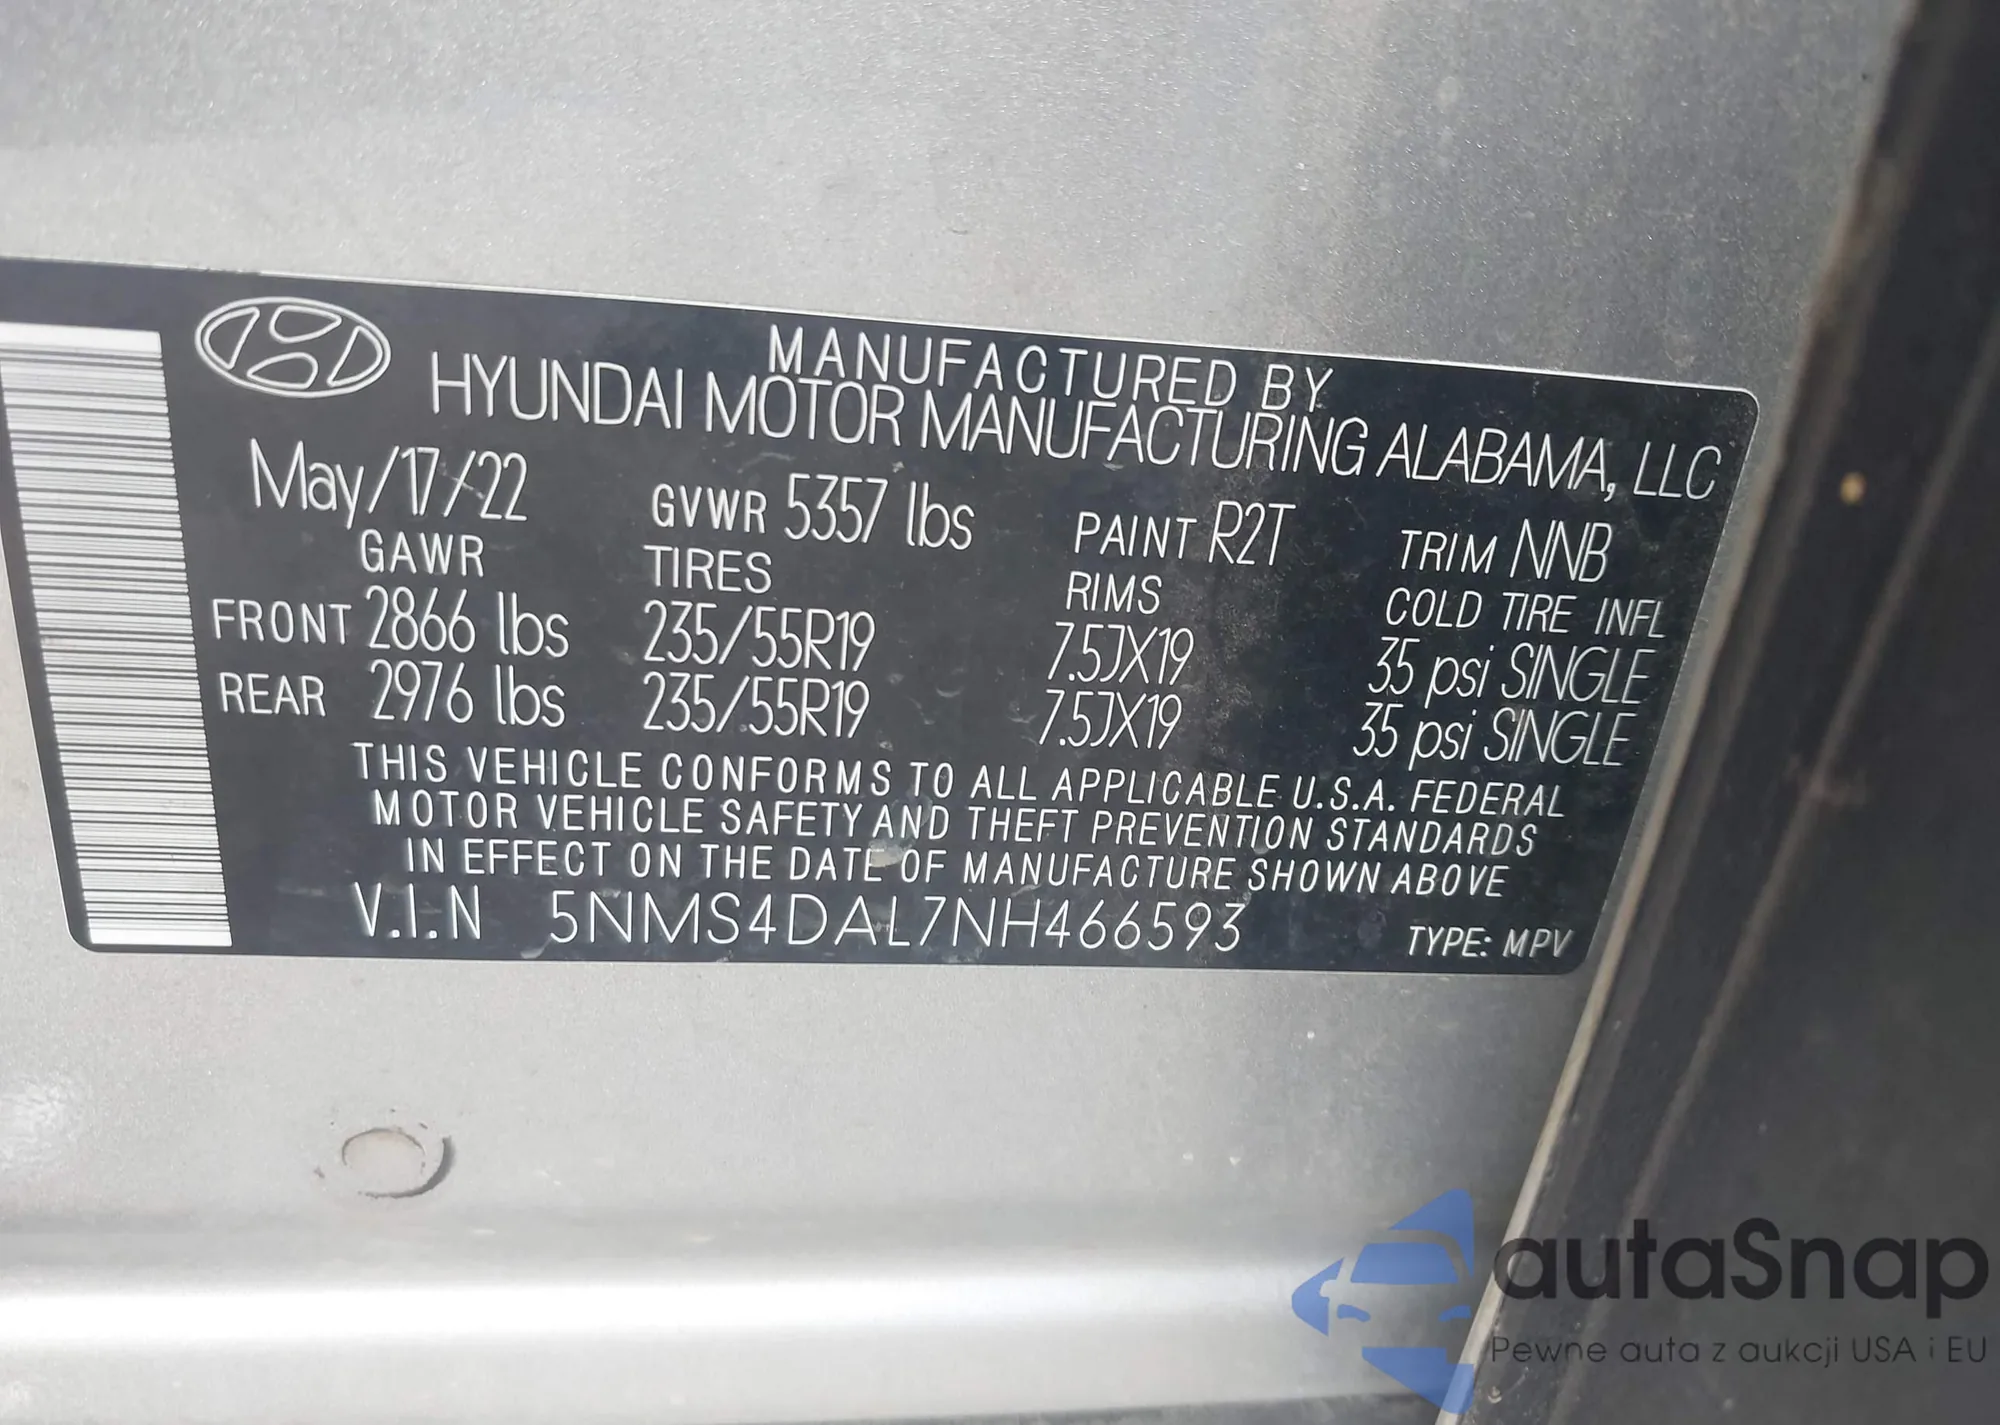 MANUFACTURED BY
HYUNDAI MOTOR MANUFACTURING ALABAMA, LLC
May/17/22 GVWR 5357 lbs PAINT R2T TRIM NNB
GAWR TIRES RIMS COLD TIRE INFL
FRONT 2866 lbs 235/55R19 7.5JX19 35 psi SINGLE
REAR 2976 lbs 235/55R19 7.5JX19 35 psi SINGLE
THIS VEHICLE CONFORMS TO ALL APPLICABLE U.S.A. FEDERAL
MOTOR VEHICLE SAFETY AND THEFT PREVENTION STANDARDS
IN EFFECT ON THE DATE OF MANUFACTURE SHOWN ABOVE
V.I.N 5NMS4DAL7NH466593 TYPE: MPV
autaSnap
Pewne auta z aukcji USA i EU